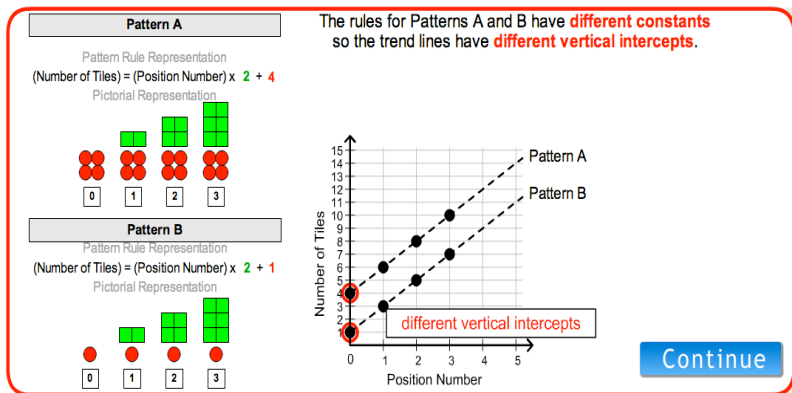 Pattern A
Pattern Rule Representation
(Number of Tiles) = (Position Number) x 2 + 4
Pictorial Representation
0 1 2 3
Pattern B
Pattern Rule Representation
(Number of Tiles) = (Position Number) x 2 + 1
Pictorial Representation
0 1 2 3
The rules for Patterns A and B have different constants
so the trend lines have different vertical intercepts.
Number of Tiles
15
14
13
12
11
10
9
8
7
6
5
4
3
2
1
Pattern A
Pattern B
different vertical intercepts
0 1 2 3 4 5
Position Number
Continue